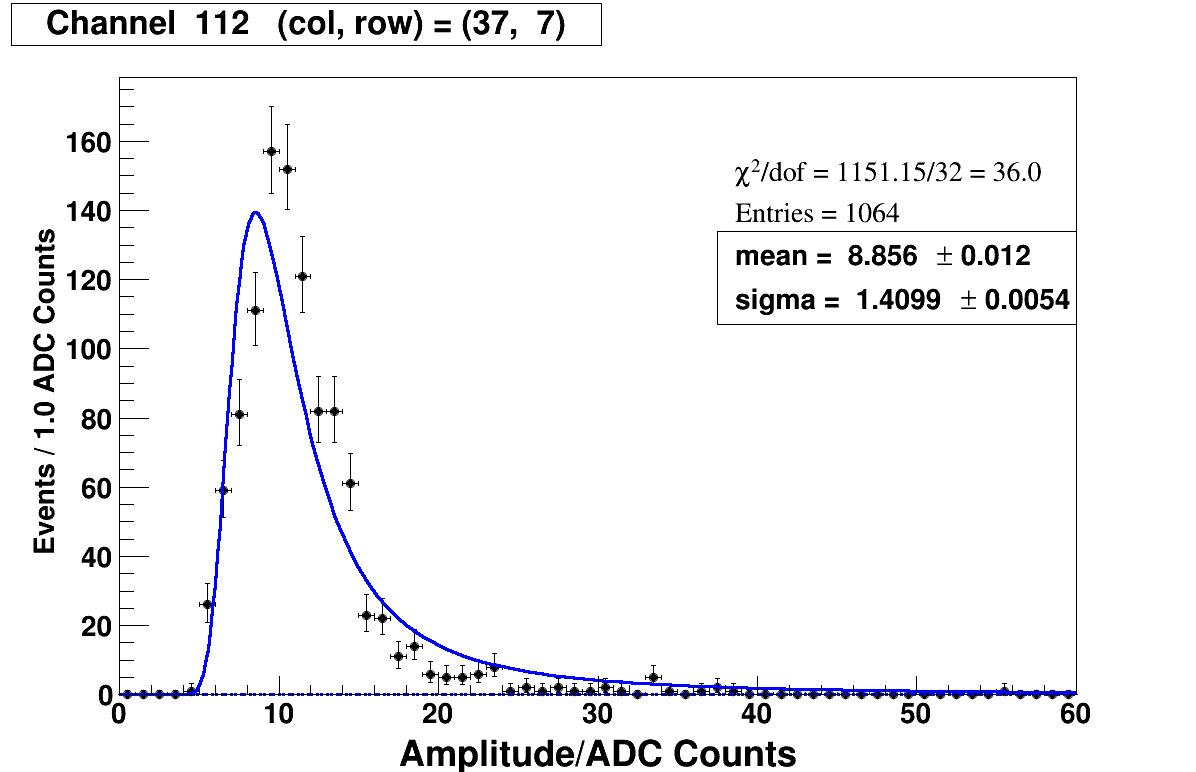 Channel 112 (col, row) = (37, 7)
χ²/dof = 1151.15/32 = 36.0
Entries = 1064
mean = 8.856 ± 0.012
sigma = 1.4099 ± 0.0054
Events / 1.0 ADC Counts
160
140
120
100
80
60
40
20
0
0 10 20 30 40 50 60
Amplitude/ADC Counts